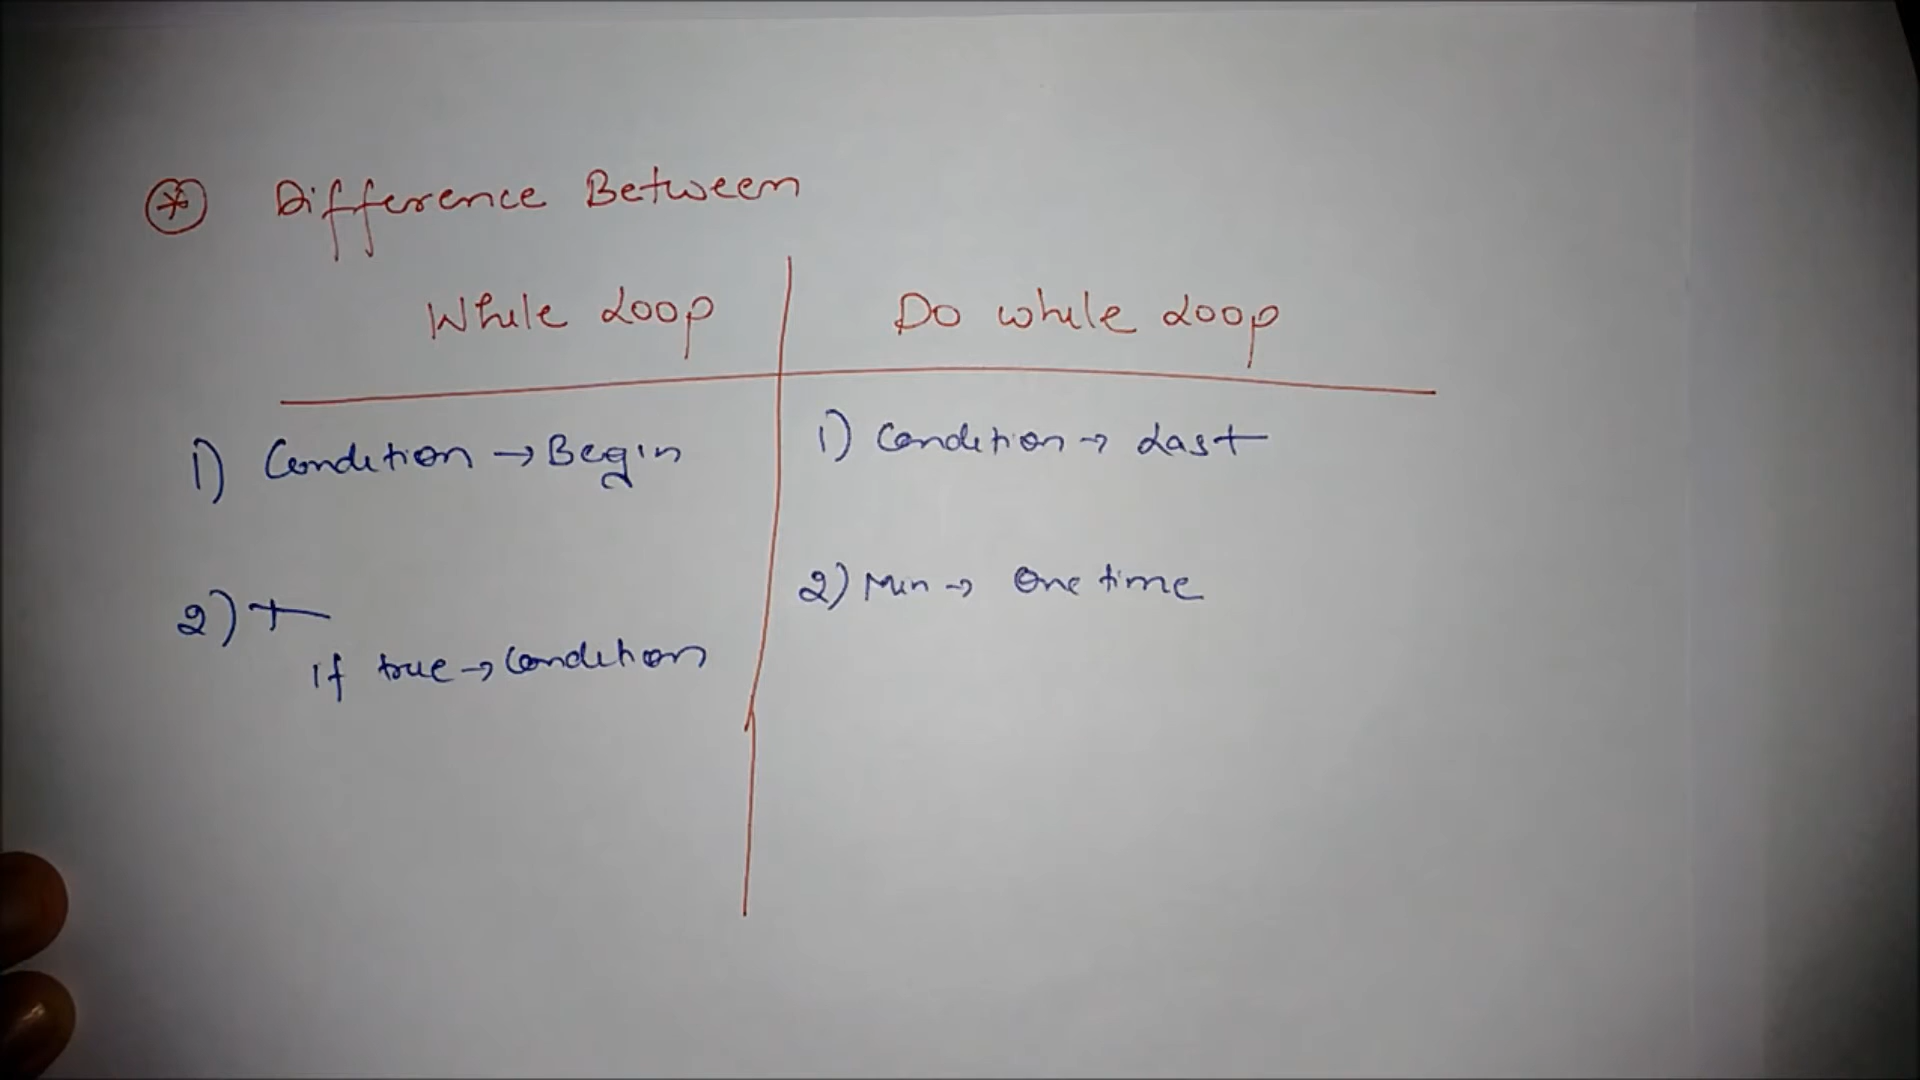 * Difference Between
While Loop
Do while Loop
1) Condition → Begin
1) Condition → Last
2)
if true → Condition
2) Min → One time